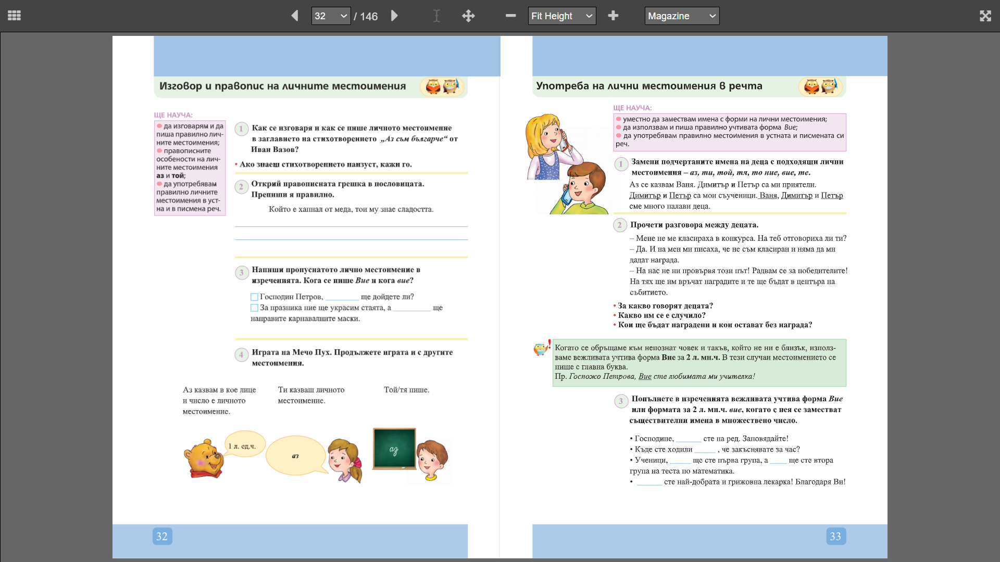 32 / 146 Fit Height Magazine
Изговор и правопис на личните местоимения
ЩЕ НАУЧА:
да изговарям и да
пиша правилно лич-
ните местоимения;
правописните
особености на лич-
ните местоимения
аз и той;
да употребявам
правилно личните
местоимения в уст-
на и в писмена реч.
1 Как се изговаря и как се пише личното местоимение
в заглавието на стихотворението „Аз съм българче“ от
Иван Вазов?
• Ако знаеш стихотворението наизуст, кажи го.
2 Открий правописната грешка в пословицата.
Препиши я правилно.
Който е хапнал от меда, тои му знае сладостта.
3 Напиши пропуснатото лично местоимение в
изреченията. Кога се пише Вие и кога вие?
Господин Петров, ________ ще дойдете ли?
За празника ние ще украсим стаята, а _________ ще
направите карнавалните маски.
4 Играта на Мечо Пух. Продължете играта и с другите
местоимения.
Аз казвам в кое лице
и число е личното
местоимение.
Ти казваш личното
местоимение.
Той/тя пише.
1 л. ед.ч.
аз
аз
32
Употреба на лични местоимения в речта
ЩЕ НАУЧА:
уместно да замествам имена с форми на лични местоимения;
да използвам и пиша правилно учтивата форма Вие;
да употребявам правилно местоимения в устната и писмената си
реч.
1 Замени подчертаните имена на деца с подходящи лични
местоимения – аз, ти, той, тя, то ние, вие, те.
Аз се казвам Ваня. Димитър и Петър са ми приятели.
Димитър и Петър са мои съученици. Ваня, Димитър и Петър
сме много палави деца.
2 Прочети разговора между децата.
– Мене не ме класираха в конкурса. На теб отговориха ли ти?
– Да. И на мен ми писаха, че не съм класиран и няма да ми
дадат награда.
– На нас не ни провървя този път! Радвам се за победителите!
На тях ще им връчат наградите и те ще бъдат в центъра на
събитието.
• За какво говорят децата?
• Какво им се е случило?
• Кои ще бъдат наградени и кои остават без награда?
Когато се обръщаме към непознат човек и такъв, който не ни е близък, използ-
ваме вежливата учтива форма Вие за 2 л. мн.ч. В тези случаи местоимението се
пише с главна буква.
Пр. Госпожо Петрова, Вие сте любимата ми учителка!
3 Попълнете в изреченията вежливата учтива форма Вие
или формата за 2 л. мн.ч. вие, когато с нея се заместват
съществителни имена в множествено число.
• Господине, ______ сте на ред. Заповядайте!
• Къде сте ходили _____ , че закъснявате за час?
• Ученици, _____ ще сте първа група, а ____ ще сте втора
група на теста по математика.
• ______ сте най-добрата и грижовна лекарка! Благодаря Ви!
33